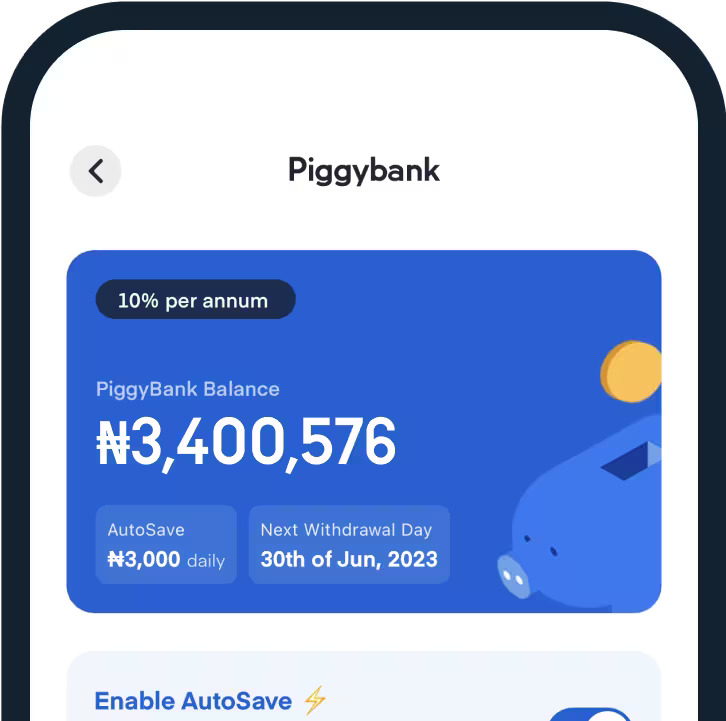 Piggybank
10% per annum
PiggyBank Balance
₦3,400,576
AutoSave
₦3,000 daily
Next Withdrawal Day
30th of Jun, 2023
Enable AutoSave ⚡